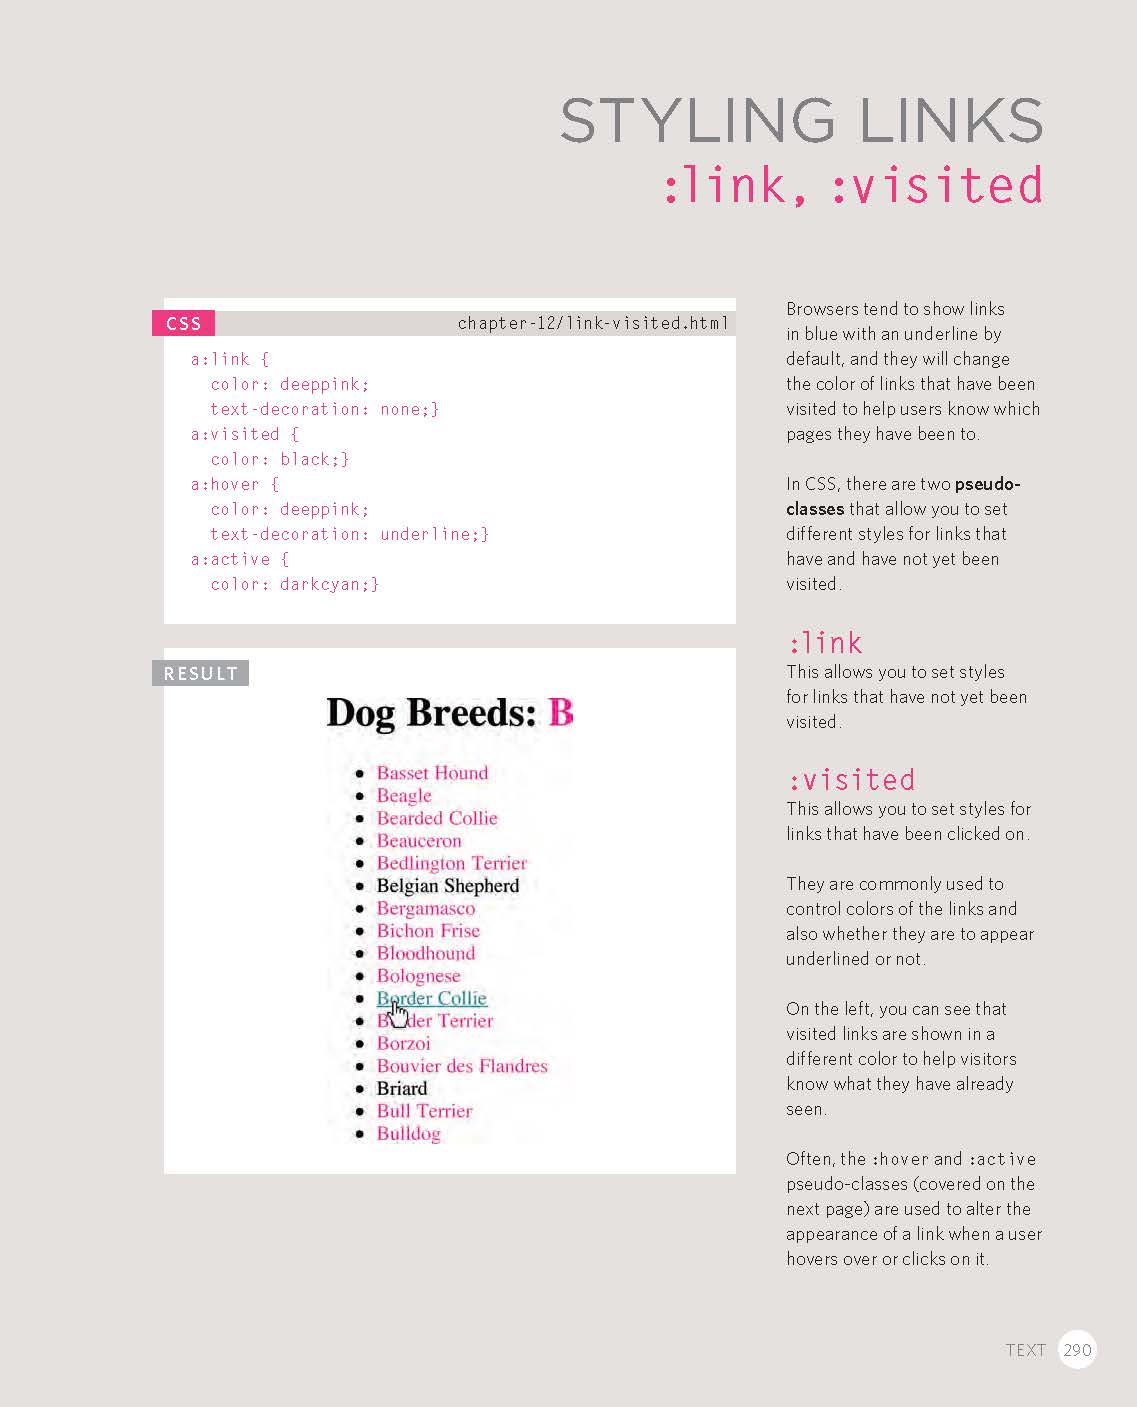 STYLING LINKS
:link, :visited
CSS
chapter-12/link-visited.html
a:link {
  color: deeppink;
  text-decoration: none;}
a:visited {
  color: black;}
a:hover {
  color: deeppink;
  text-decoration: underline;}
a:active {
  color: darkcyan;}
RESULT
Dog Breeds: B
• Basset Hound
• Beagle
• Bearded Collie
• Beauceron
• Bedlington Terrier
• Belgian Shepherd
• Bergamasco
• Bichon Frise
• Bloodhound
• Bolognese
• Border Collie
• Border Terrier
• Borzoi
• Bouvier des Flandres
• Briard
• Bull Terrier
• Bulldog
Browsers tend to show links
in blue with an underline by
default, and they will change
the color of links that have been
visited to help users know which
pages they have been to.
In CSS, there are two pseudo-
classes that allow you to set
different styles for links that
have and have not yet been
visited.
:link
This allows you to set styles
for links that have not yet been
visited.
:visited
This allows you to set styles for
links that have been clicked on.
They are commonly used to
control colors of the links and
also whether they are to appear
underlined or not.
On the left, you can see that
visited links are shown in a
different color to help visitors
know what they have already
seen.
Often, the :hover and :active
pseudo-classes (covered on the
next page) are used to alter the
appearance of a link when a user
hovers over or clicks on it.
TEXT 290